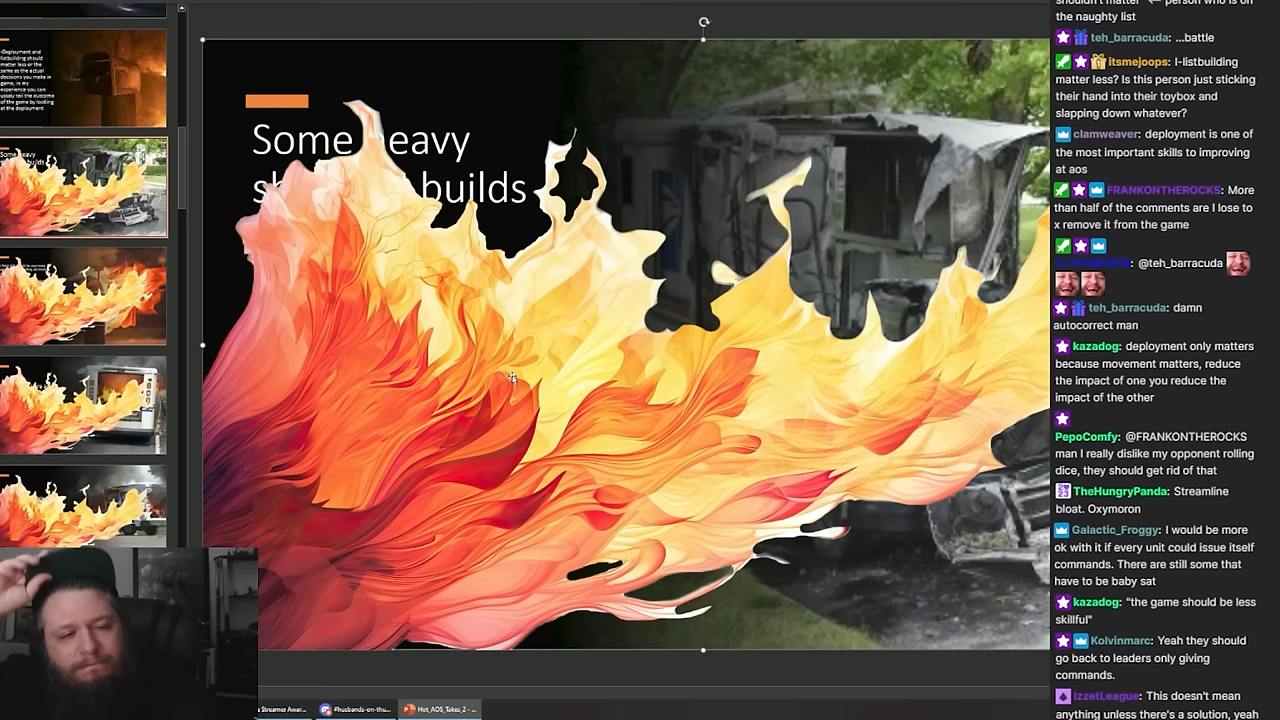 -Deployment and
listbuilding should
matter less or the
same as the actual
decisions you make in
game, in my
experience you can
usually tell the outcome
of the game by looking
at the deployment
Some heavy
builds
shouldn't matter" <-- person who is on
the naughty list
teh_barracuda: ...battle
itsmejoops: I-listbuilding
matter less? Is this person just sticking
their hand into their toybox and
slapping down whatever?
clamweaver: deployment is one of
the most important skills to improving
at aos
FRANKONTHEROCKS: More
than half of the comments are I lose to
x remove it from the game
: @teh_barracuda
teh_barracuda: damn
autocorrect man
kazadog: deployment only matters
because movement matters, reduce
the impact of one you reduce the
impact of the other
PepoComfy: @FRANKONTHEROCKS
man I really dislike my opponent rolling
dice, they should get rid of that
TheHungryPanda: Streamline
bloat. Oxymoron
Galactic_Froggy: I would be more
ok with it if every unit could issue itself
commands. There are still some that
have to be baby sat
kazadog: "the game should be less
skillful"
Kolvinmarc: Yeah they should
go back to leaders only giving
commands.
IzzetLeague: This doesn't mean
anything unless there's a solution, yeah
s Streamer Awar...
#husbands-on-thu...
Hot_AOS_Takes_2 - ...